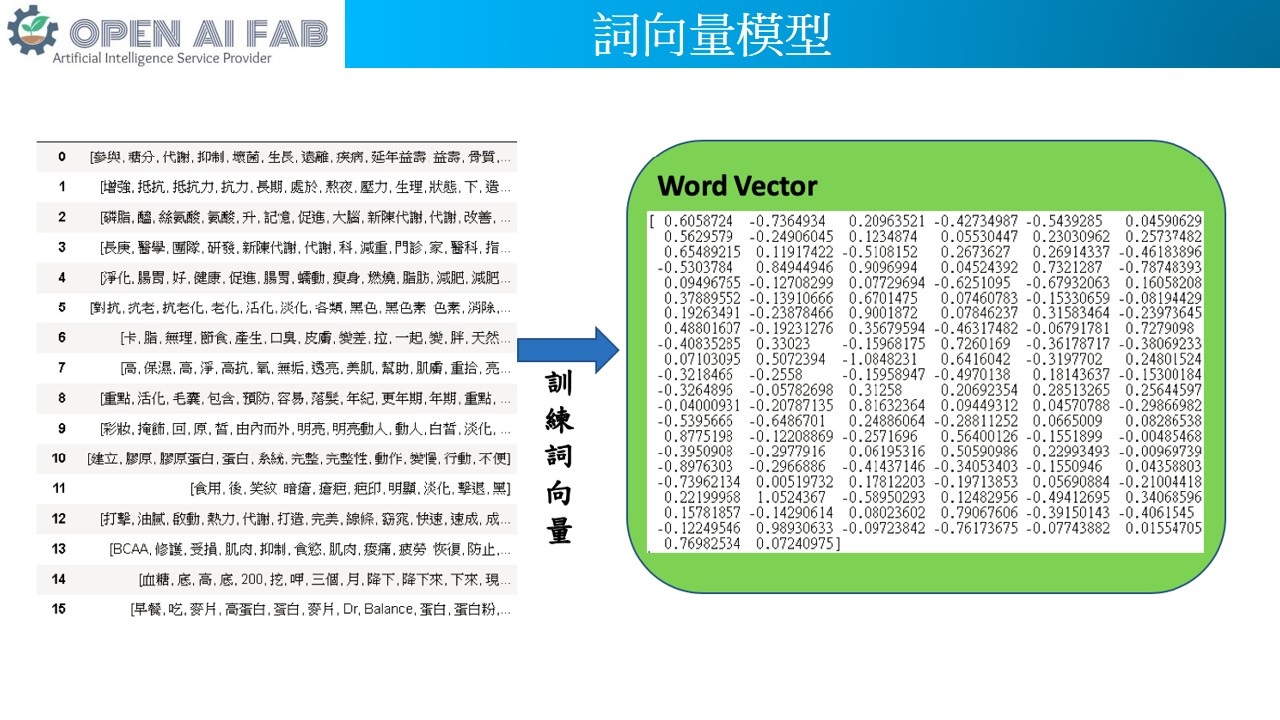 OPEN AI FAB
Artificial Intelligence Service Provider
詞向量模型
0 [參與, 糖分, 代謝, 抑制, 壞菌, 生長, 遠離, 疾病, 延年益壽, 益壽, 骨質,...
1 [增強, 抵抗, 抵抗力, 抗力, 長期, 處於, 熬夜, 壓力, 生理, 狀態, 下, 造...
2 [磷脂, 醯, 絲氨酸, 氨酸, 升, 記憶, 促進, 大腦, 新陳代謝, 代謝, 改善,...
3 [長庚, 醫學, 團隊, 研發, 新陳代謝, 代謝, 科, 減重, 門診, 家, 醫科, 指...
4 [淨化, 腸胃, 好, 健康, 促進, 腸胃, 蠕動, 瘦身, 燃燒, 脂肪, 減肥, 減肥...
5 [對抗, 抗老, 抗老化, 老化, 活化, 淡化, 各類, 黑色, 黑色素, 色素, 消除,...
6 [卡, 脂, 無理, 節食, 產生, 口臭, 皮膚, 變差, 拉, 一起, 變, 胖, 天然...
7 [高, 保濕, 高, 淨, 高抗, 氧, 無垢, 透亮, 美肌, 幫助, 肌膚, 重拾, 亮...
8 [重點, 活化, 毛囊, 包含, 預防, 容易, 落髮, 年紀, 更年期, 年期, 重點, ...
9 [彩妝, 掩飾, 回, 原, 皙, 由內而外, 明亮, 明亮動人, 動人, 白皙, 淡化, ...
10 [建立, 膠原, 膠原蛋白, 蛋白, 系統, 完整, 完整性, 動作, 變慢, 行動, 不便]
11 [食用, 後, 笑紋, 暗瘡, 瘡疤, 疤印, 明顯, 淡化, 擊退, 黑]
12 [打擊, 油膩, 啟動, 熱力, 代謝, 打造, 完美, 線條, 窈窕, 快速, 速成, 成...
13 [BCAA, 修護, 受損, 肌肉, 抑制, 食慾, 肌肉, 痠痛, 疲勞, 恢復, 防止,...
14 [血糖, 底, 高, 底, 200, 挖, 呷, 三個, 月, 降下, 降下來, 下來, 現...
15 [早餐, 吃, 麥片, 高蛋白, 蛋白, 麥片, Dr, Balance, 蛋白, 蛋白粉,...
訓練詞向量
Word Vector
[ 0.6058724 -0.7364934 0.20963521 -0.42734987 -0.5439285 0.04590629
0.5629579 -0.24906045 0.1234874 0.05530447 0.23030962 0.25737482
0.65489215 0.11917422 -0.5108152 0.2673627 0.26914337 -0.46183896
-0.5303784 0.84944946 0.9096994 0.04524392 0.7321287 -0.78748393
0.09496755 -0.12708299 0.07729694 -0.6251095 -0.67932063 0.16058208
0.37889552 -0.13910666 0.6701475 0.07460783 -0.15330659 -0.08194429
0.19263491 -0.23878466 0.9001872 0.07846237 0.31583464 -0.23973645
0.48801607 -0.19231276 0.35679594 -0.46317482 -0.06791781 0.7279098
-0.40835285 0.33023 -0.15968175 0.7260169 -0.36178717 -0.38069233
0.07103095 0.5072394 -1.0848231 0.6416042 -0.3197702 0.24801524
-0.3218466 -0.2558 -0.15958947 -0.4970138 0.18143637 -0.15300184
-0.3264896 -0.05782698 0.31258 0.20692354 0.28513265 0.25644597
-0.04000931 -0.20787135 0.81632364 0.09449312 0.04570788 -0.29866982
-0.5395665 -0.6486701 0.24886064 -0.28811252 0.0665009 0.08286538
0.8775198 -0.12208869 -0.2571696 0.56400126 -0.1551899 -0.00485468
-0.3950908 -0.2977916 0.06195316 0.50590986 0.22993493 -0.00969739
-0.8976303 -0.2966886 -0.41437146 -0.34053403 -0.1550946 0.04358803
-0.73962134 0.00519732 0.17812203 -0.19713853 0.05690884 -0.21004418
0.22199968 1.0524367 -0.58950293 0.12482956 -0.49412695 0.34068596
0.15781857 -0.14290614 0.08023602 0.79067606 -0.39150143 -0.4061545
-0.12249546 0.98930633 -0.09723842 -0.76173675 -0.07743882 0.01554705
0.76982534 0.07240975]